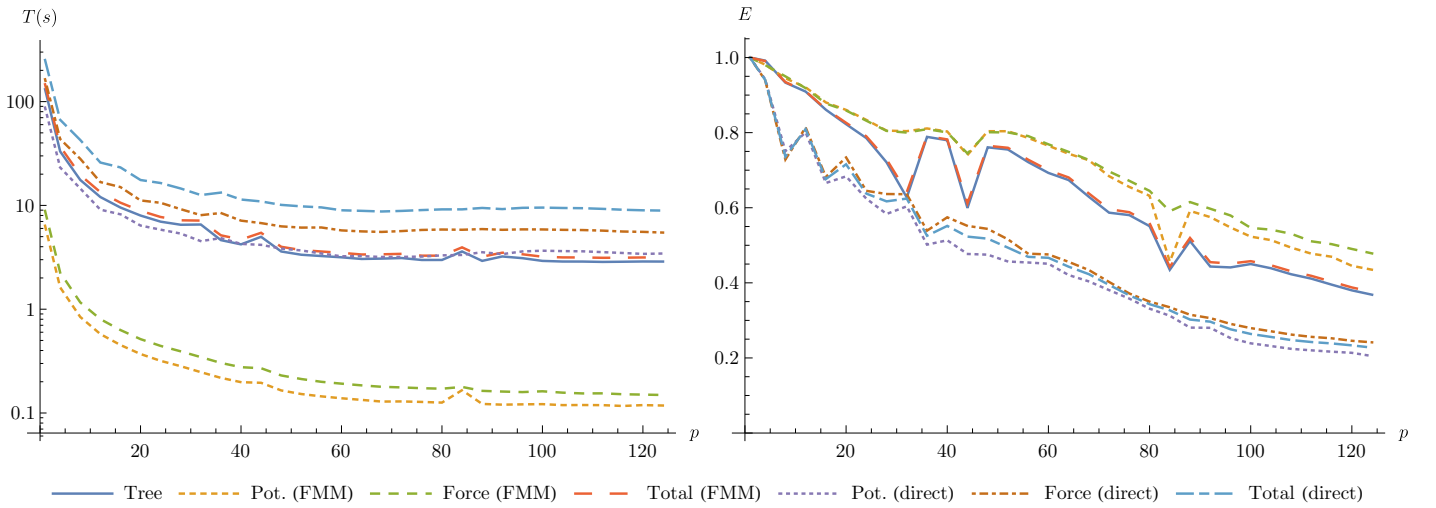 T(s)
100
10
1
0.1
20 40 60 80 100 120
p
E
1.0
0.8
0.6
0.4
0.2
20 40 60 80 100 120
p
Tree Pot. (FMM) Force (FMM) Total (FMM) Pot. (direct) Force (direct) Total (direct)